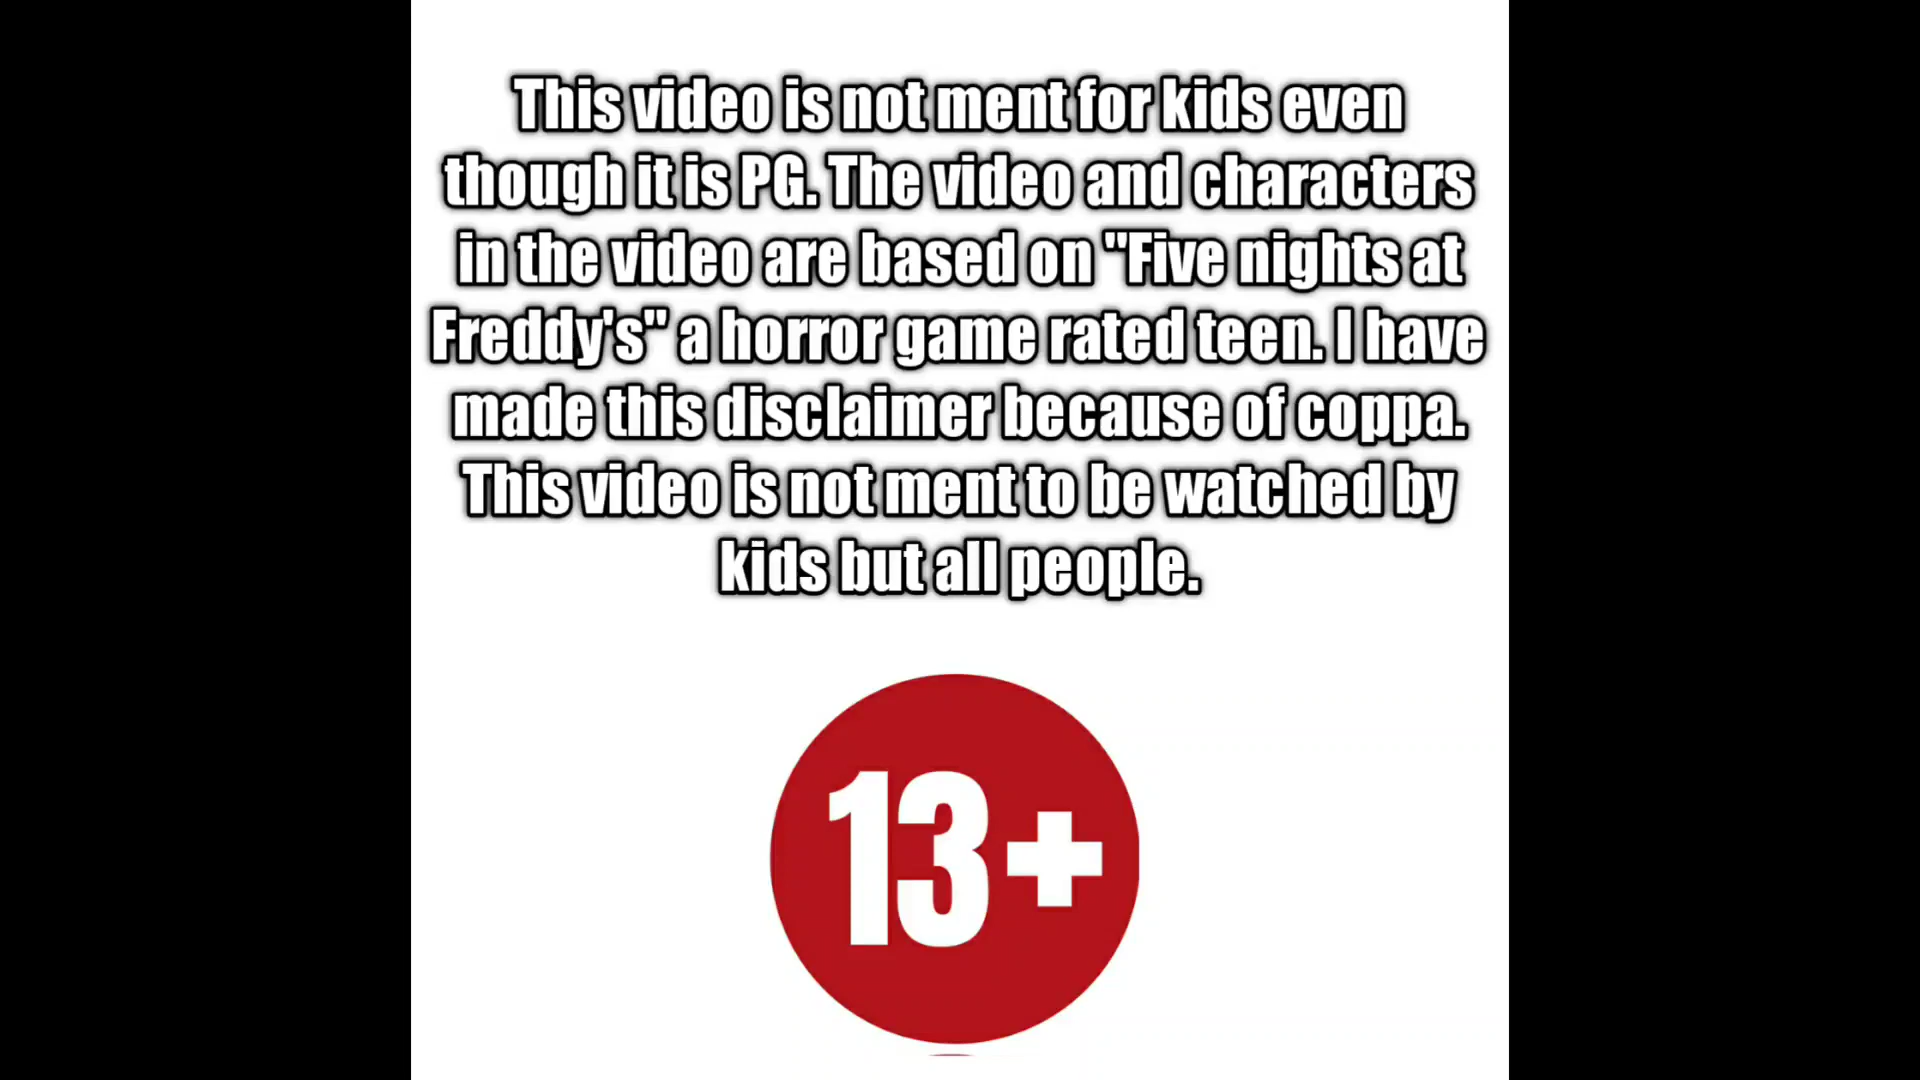 This video is not ment for kids even
though it is PG. The video and characters
in the video are based on "Five nights at
Freddy's" a horror game rated teen. I have
made this disclaimer because of coppa.
This video is not ment to be watched by
kids but all people.
13+